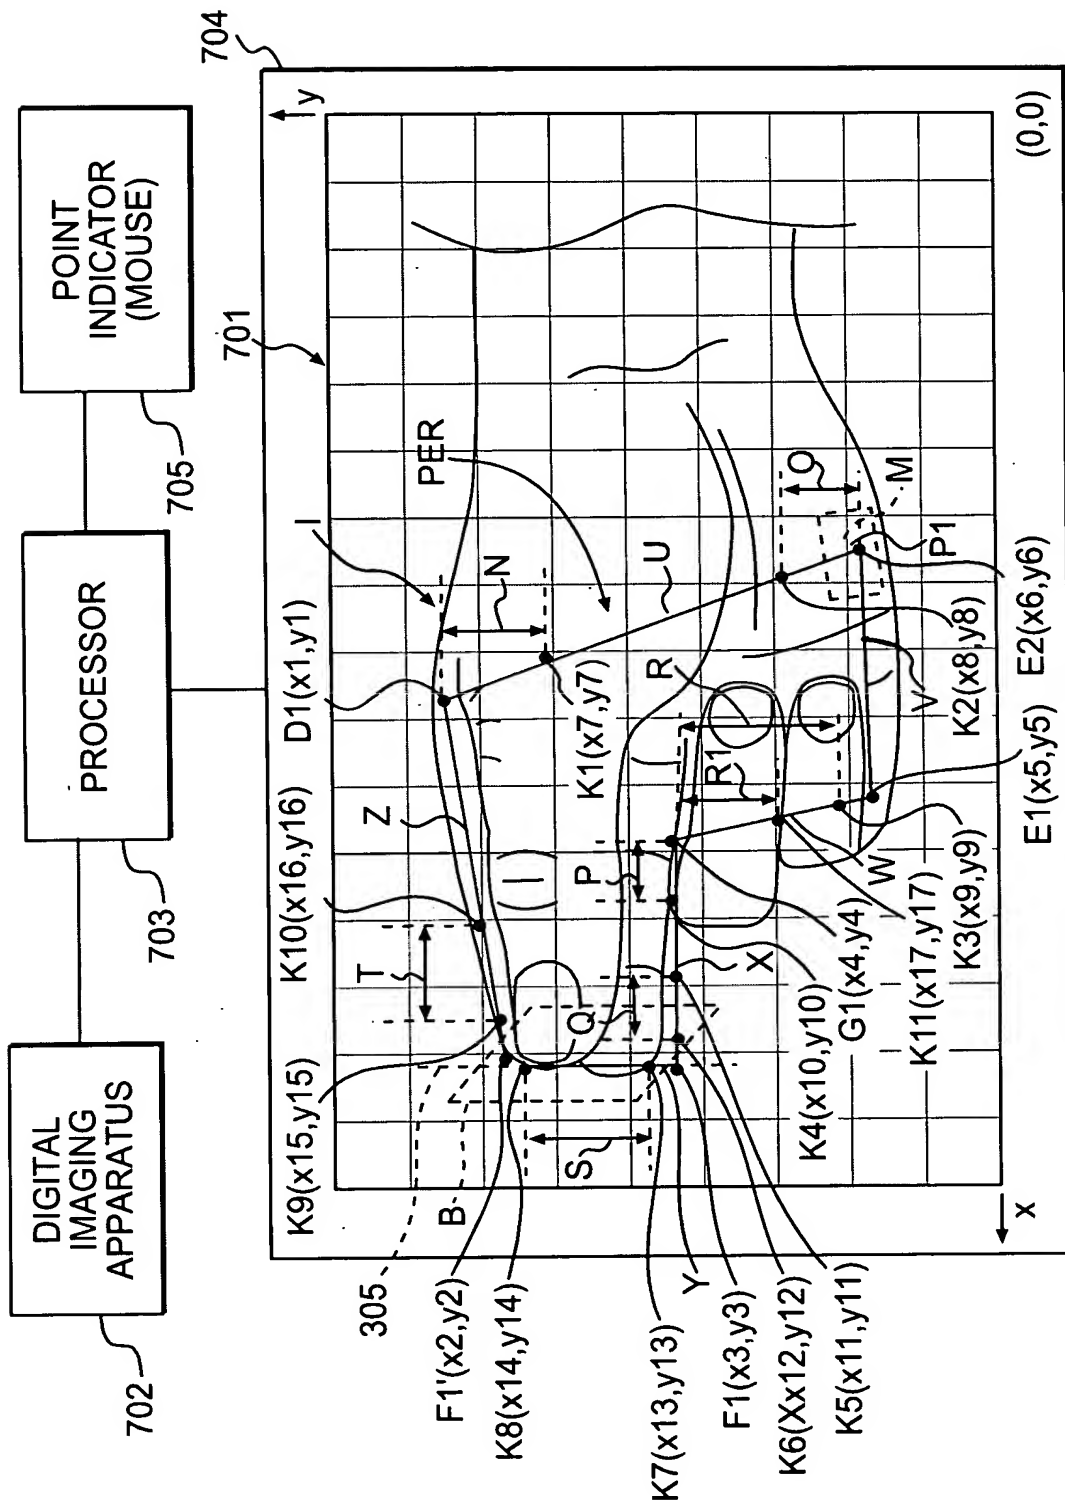 DIGITAL
IMAGING
APPARATUS
702
PROCESSOR
703
POINT
INDICATOR
(MOUSE)
705
704
701
K9(x15,y15)
K10(x16,y16)
D1(x1,y1)
I
PER
y
T
Z
N
U
K1(x7,y7)
R
R1
P
Q
S
B
305
O
M
P1
V
W
X
Y
F1'(x2,y2)
K8(x14,y14)
K7(x13,y13)
F1(x3,y3)
K6(Xx12,y12)
K5(x11,y11)
K4(x10,y10)
G1(x4,y4)
K11(x17,y17)
K3(x9,y9)
E1(x5,y5)
K2(x8,y8)
E2(x6,y6)
x
(0,0)